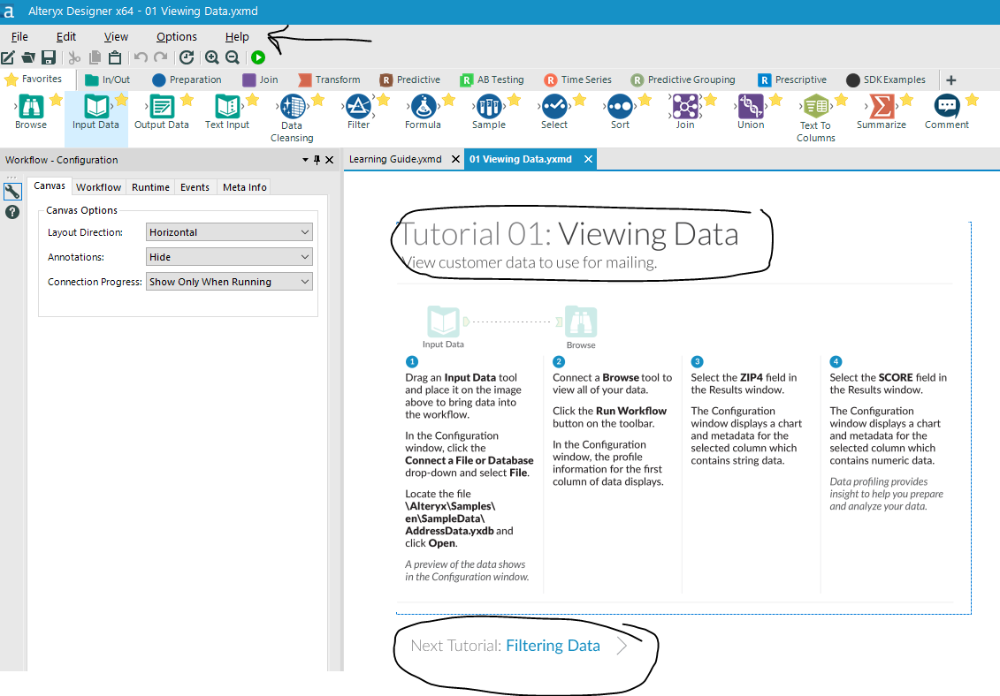 a Alteryx Designer x64 - 01 Viewing Data.yxmd
File Edit View Options Help
Favorites In/Out Preparation Join Transform R Predictive R AB Testing R Time Series R Predictive Grouping R Prescriptive SDK Examples +
Browse Input Data Output Data Text Input Data Filter Formula Sample Select Sort Join Union Text To Summarize Comment
Cleansing Columns
Workflow - Configuration
Learning Guide.yxmd 01 Viewing Data.yxmd
Canvas Workflow Runtime Events Meta Info
Canvas Options
Layout Direction: Horizontal
Annotations: Hide
Connection Progress: Show Only When Running
Tutorial 01: Viewing Data
View customer data to use for mailing.
Input Data Browse
1
Drag an Input Data tool
and place it on the image
above to bring data into
the workflow.
In the Configuration
window, click the
Connect a File or Database
drop-down and select File.
Locate the file
\Alteryx\Samples\
en\SampleData\
AddressData.yxdb and
click Open.
A preview of the data shows
in the Configuration window.
2
Connect a Browse tool to
view all of your data.
Click the Run Workflow
button on the toolbar.
In the Configuration
window, the profile
information for the first
column of data displays.
3
Select the ZIP4 field in
the Results window.
The Configuration
window displays a chart
and metadata for the
selected column which
contains string data.
4
Select the SCORE field in
the Results window.
The Configuration
window displays a chart
and metadata for the
selected column which
contains numeric data.
Data profiling provides
insight to help you prepare
and analyze your data.
Next Tutorial: Filtering Data